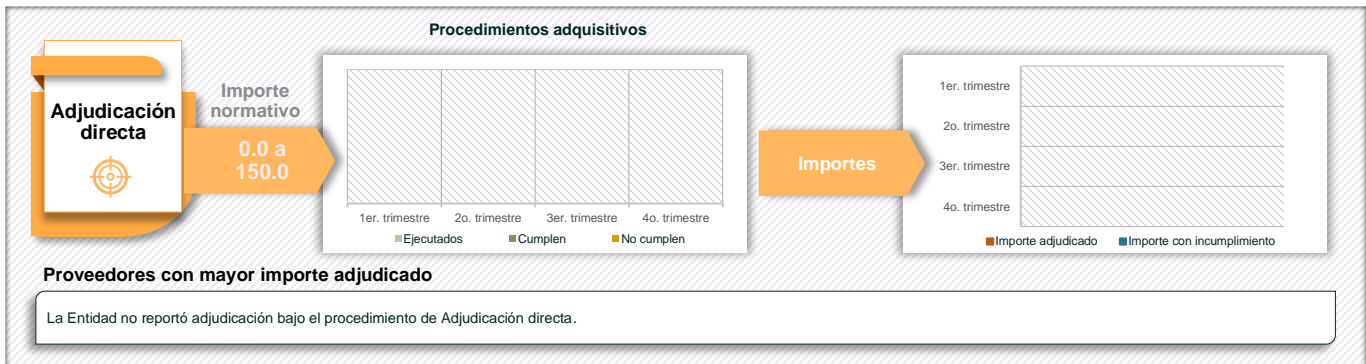 Procedimientos adquisitivos
Adjudicación
directa
Importe
normativo
0.0 a
150.0
1er. trimestre
2o. trimestre
3er. trimestre
4o. trimestre
Ejecutados
Cumplen
No cumplen
Importes
1er. trimestre
2o. trimestre
3er. trimestre
4o. trimestre
Importe adjudicado
Importe con incumplimiento
Proveedores con mayor importe adjudicado
La Entidad no reportó adjudicación bajo el procedimiento de Adjudicación directa.